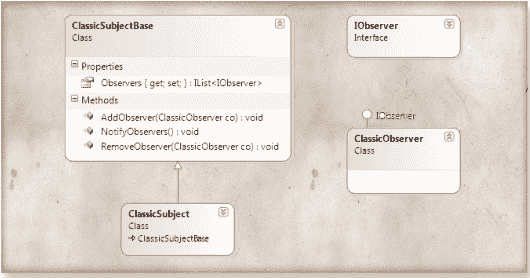 ClassicSubjectBase
Class
Properties
Observers { get; set; } : IList<IObserver>
Methods
AddObserver(ClassicObserver co) : void
NotifyObservers() : void
RemoveObserver(ClassicObserver co) : void
ClassicSubject
Class
ClassicSubjectBase
IObserver
Interface
IObserver
ClassicObserver
Class